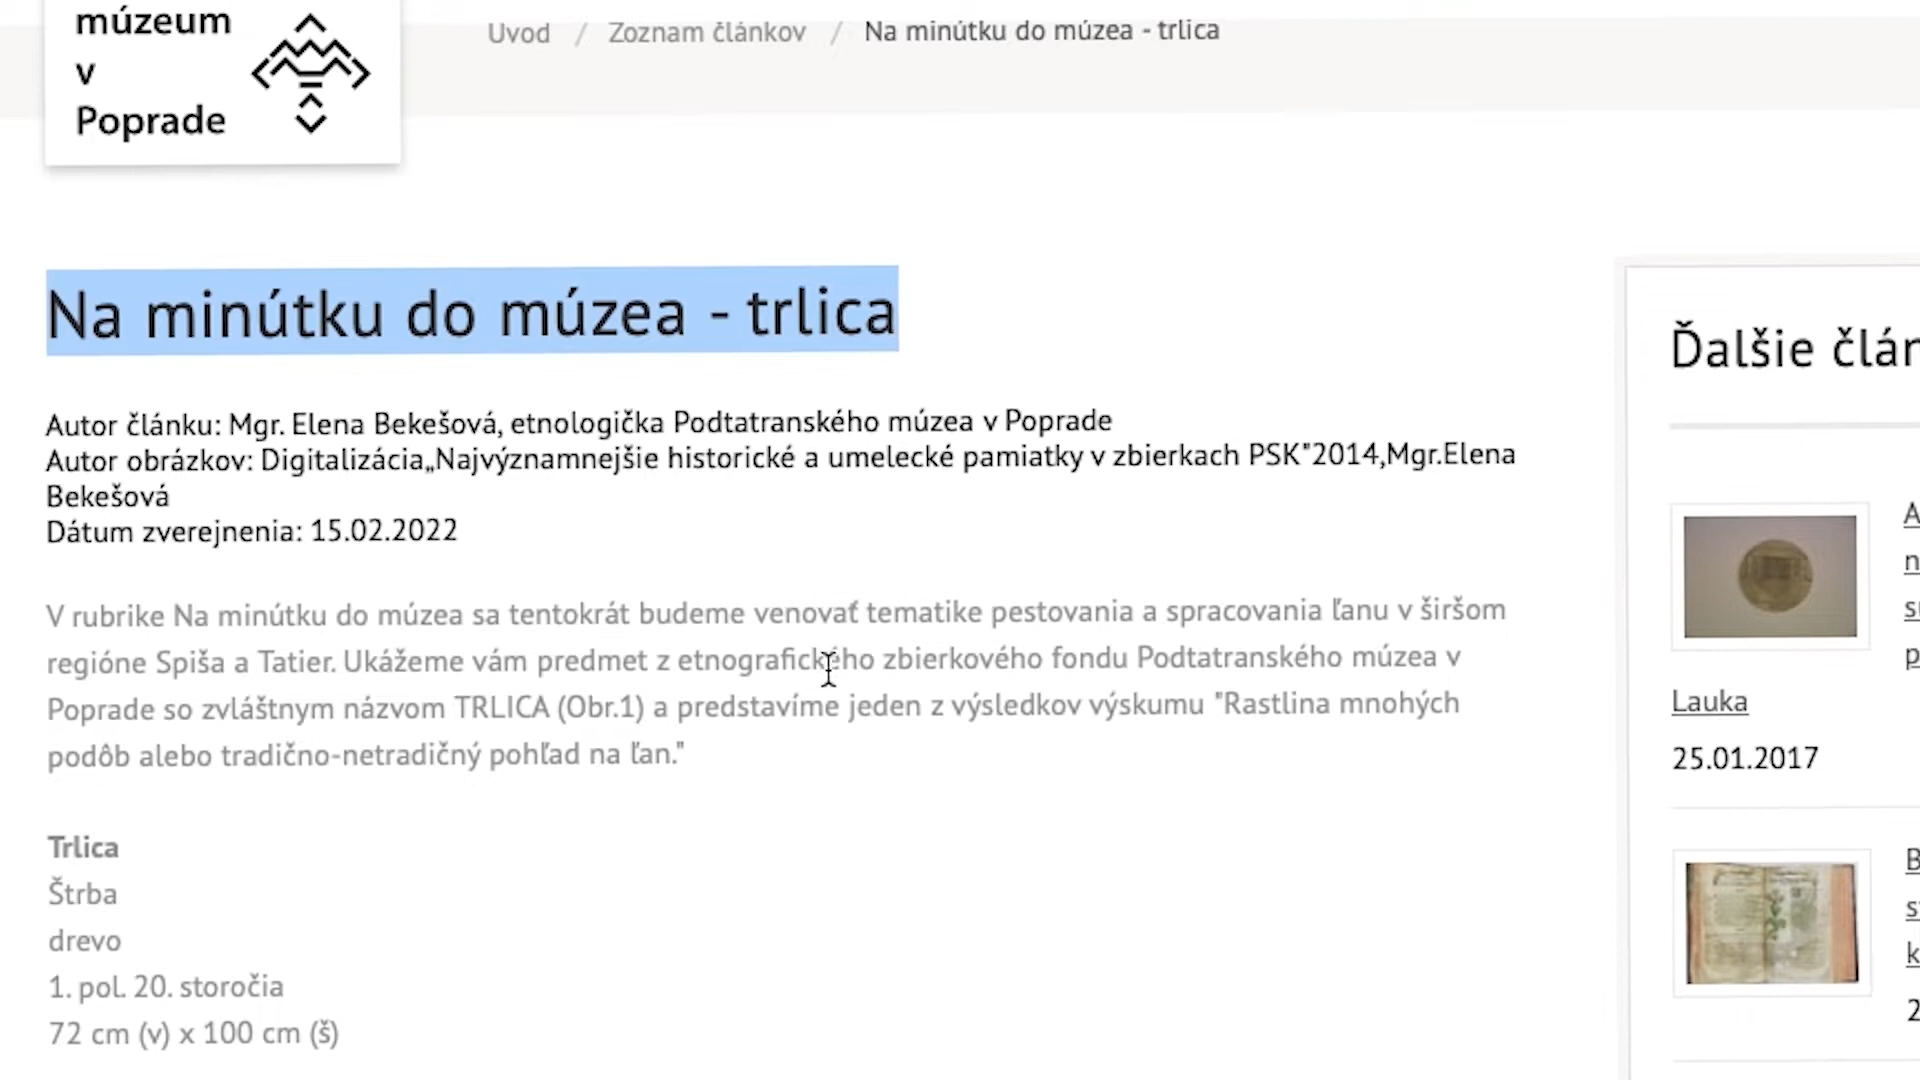 múzeum
v
Poprade
Úvod / Zoznam článkov / Na minútku do múzea - trlica
Na minútku do múzea - trlica
Autor článku: Mgr. Elena Bekešová, etnologička Podtatranského múzea v Poprade
Autor obrázkov: Digitalizácia„Najvýznamnejšie historické a umelecké pamiatky v zbierkach PSK"2014,Mgr.Elena
Bekešová
Dátum zverejnenia: 15.02.2022
V rubrike Na minútku do múzea sa tentokrát budeme venovať tematike pestovania a spracovania ľanu v širšom
regióne Spiša a Tatier. Ukážeme vám predmet z etnografického zbierkového fondu Podtatranského múzea v
Poprade so zvláštnym názvom TRLICA (Obr.1) a predstavíme jeden z výsledkov výskumu "Rastlina mnohých
podôb alebo tradično-netradičný pohľad na ľan."
Trlica
Štrba
drevo
1. pol. 20. storočia
72 cm (v) x 100 cm (š)
Ďalšie
Lauka
25.01.2017